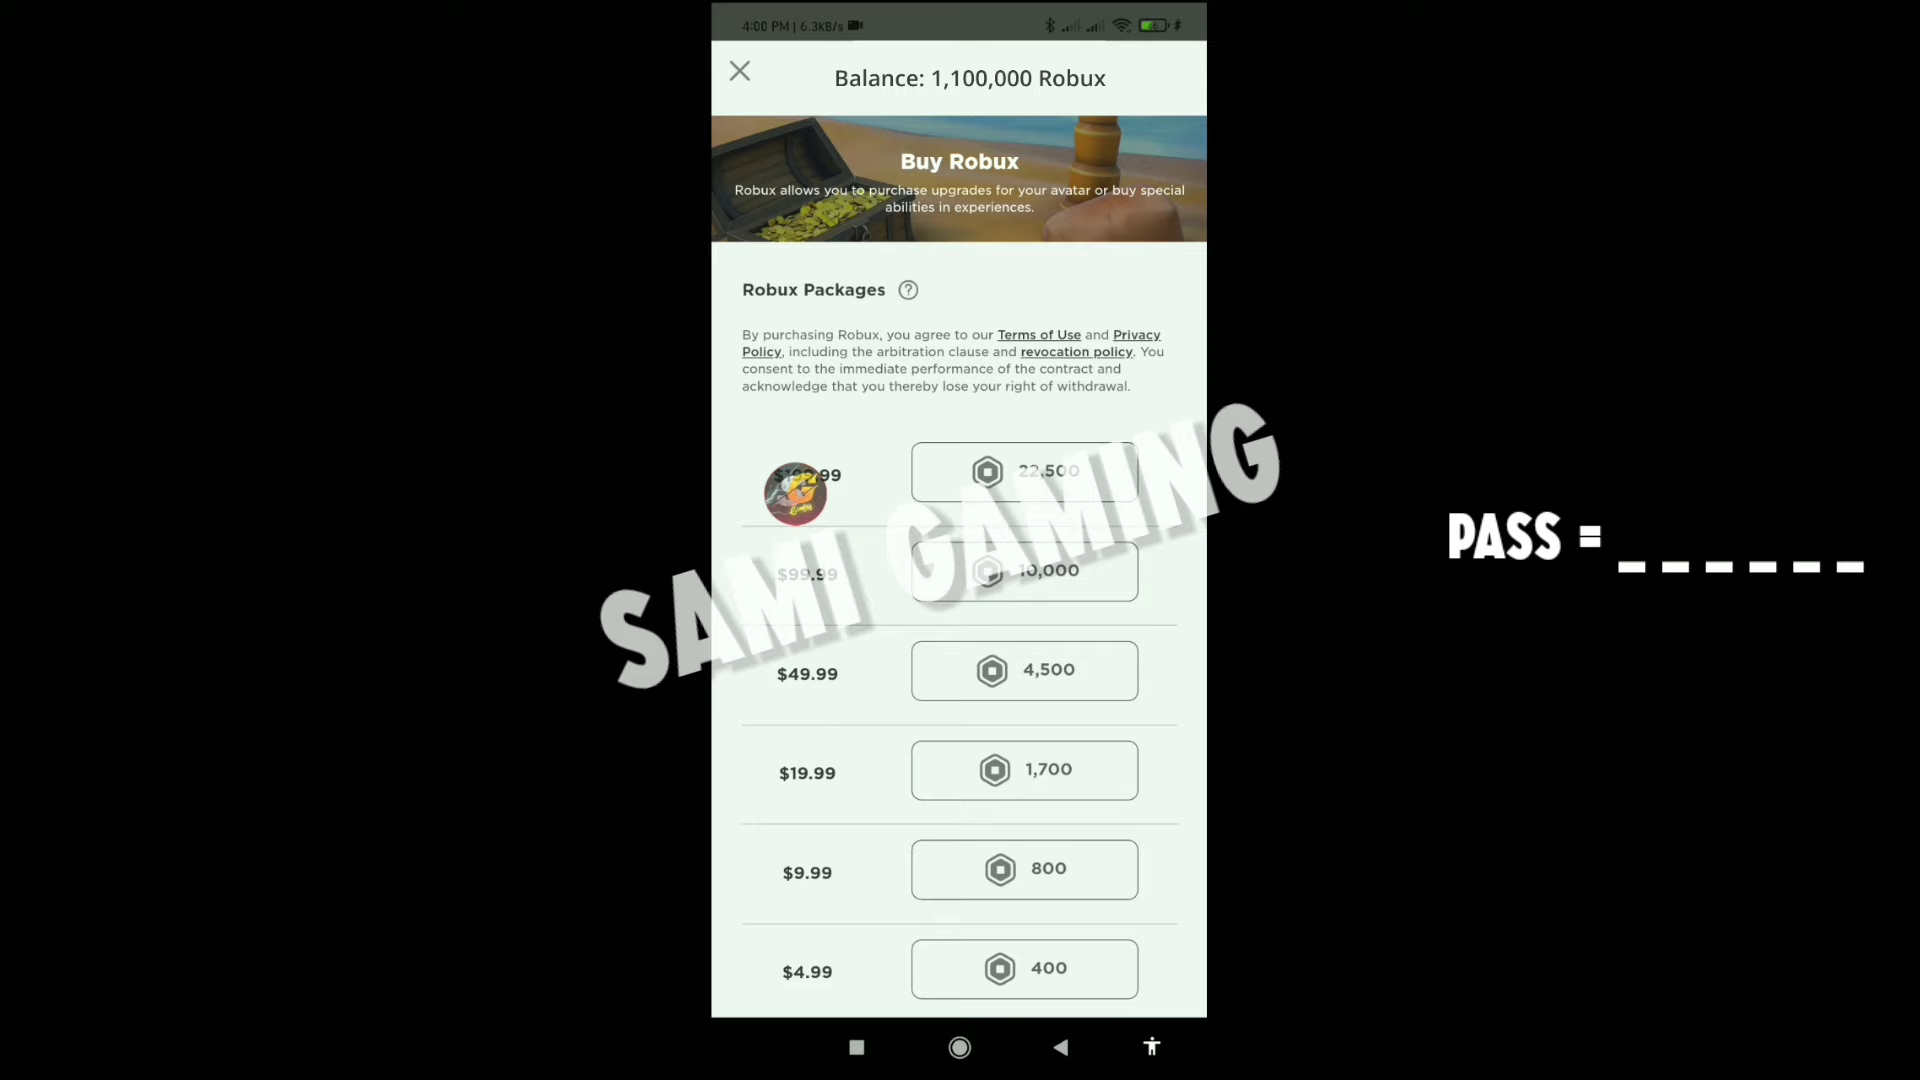 4:00 PM | 6.3KB/s
Balance: 1,100,000 Robux
Buy Robux
Robux allows you to purchase upgrades for your avatar or buy special
abilities in experiences.
Robux Packages ?
By purchasing Robux, you agree to our Terms of Use and Privacy
Policy, including the arbitration clause and revocation policy. You
consent to the immediate performance of the contract and
acknowledge that you thereby lose your right of withdrawal.
22,500
$99.99 10,000
$49.99 4,500
$19.99 1,700
$9.99 800
$4.99 400
SAMI GAMING
PASS = _ _ _ _ _ _